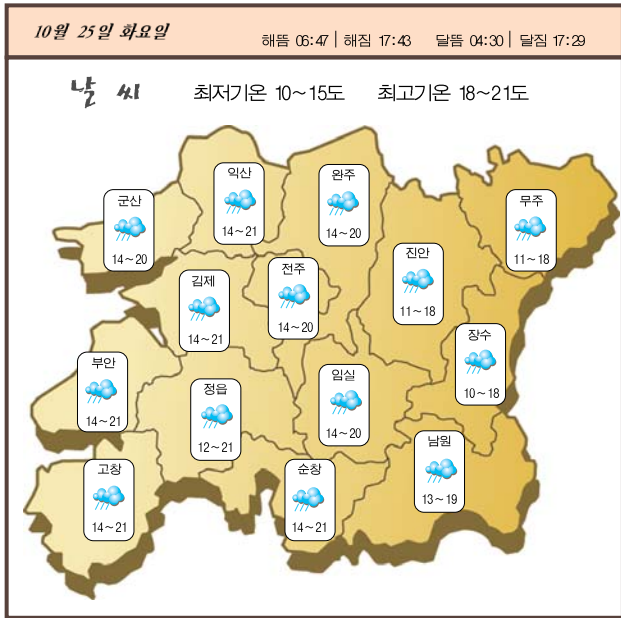 10월 25일 화요일 해뜸 06:47 | 해짐 17:43 달뜸 04:30 | 달짐 17:29
날 씨 최저기온 10~15도 최고기온 18~21도
군산
14~20
익산
14~21
완주
14~20
무주
11~18
김제
14~21
전주
14~20
진안
11~18
부안
14~21
정읍
12~21
임실
14~20
장수
10~18
고창
14~21
순창
14~21
남원
13~19